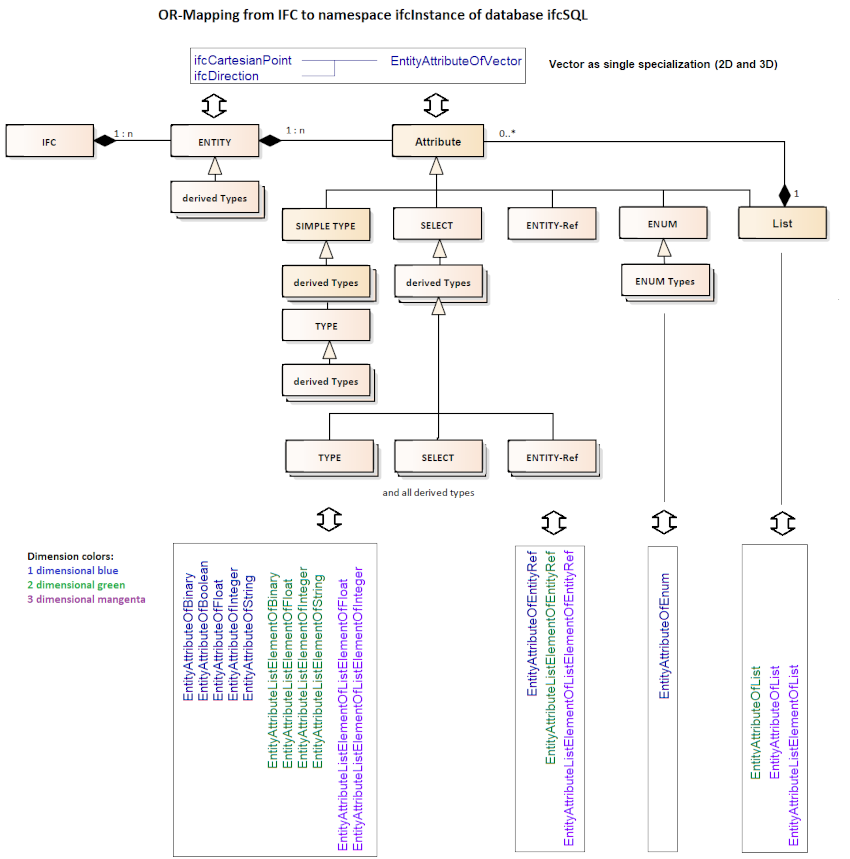 OR-Mapping from IFC to namespace ifcInstance of database ifcSQL
ifcCartesianPoint
EntityAttributeOfVector
ifcDirection
Vector as single specialization (2D and 3D)
IFC
1 : n
ENTITY
1 : n
Attribute
0..*
1
derived Types
SIMPLE TYPE
SELECT
ENTITY-Ref
ENUM
List
derived Types
derived Types
ENUM Types
TYPE
derived Types
TYPE
SELECT
ENTITY-Ref
and all derived types
Dimension colors:
1 dimensional blue
2 dimensional green
3 dimensional mangenta
EntityAttributeOfBinary
EntityAttributeOfBoolean
EntityAttributeOfFloat
EntityAttributeOfInteger
EntityAttributeOfString
EntityAttributeListElementOfBinary
EntityAttributeListElementOfFloat
EntityAttributeListElementOfInteger
EntityAttributeListElementOfString
EntityAttributeListElementOfListElementOfFloat
EntityAttributeListElementOfListElementOfInteger
EntityAttributeOfEntityRef
EntityAttributeListElementOfEntityRef
EntityAttributeListElementOfListElementOfEntityRef
EntityAttributeOfEnum
EntityAttributeOfList
EntityAttributeOfList
EntityAttributeListElementOfList